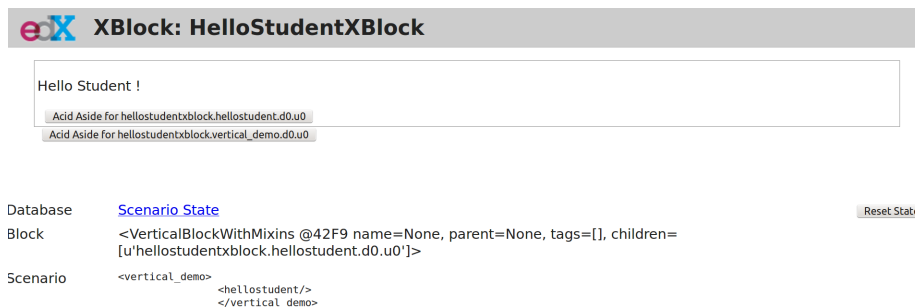 edX XBlock: HelloStudentXBlock
Hello Student !
Acid Aside for hellostudentxblock.hellostudent.d0.u0
Acid Aside for hellostudentxblock.vertical_demo.d0.u0
Database Scenario State Reset State
Block <VerticalBlockWithMixins @42F9 name=None, parent=None, tags=[], children=
[u'hellostudentxblock.hellostudent.d0.u0']>
Scenario <vertical_demo>
<hellostudent/>
</vertical_demo>